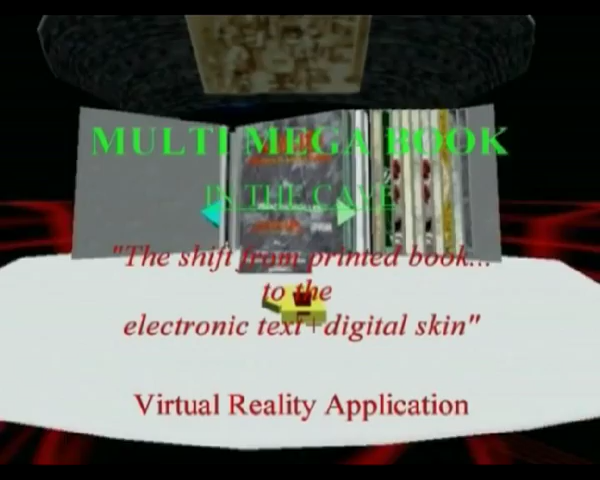 MULTI MEGA BOOK
IN THE CAVE
"The shift from printed book...
to the
electronic text+digital skin"
Virtual Reality Application